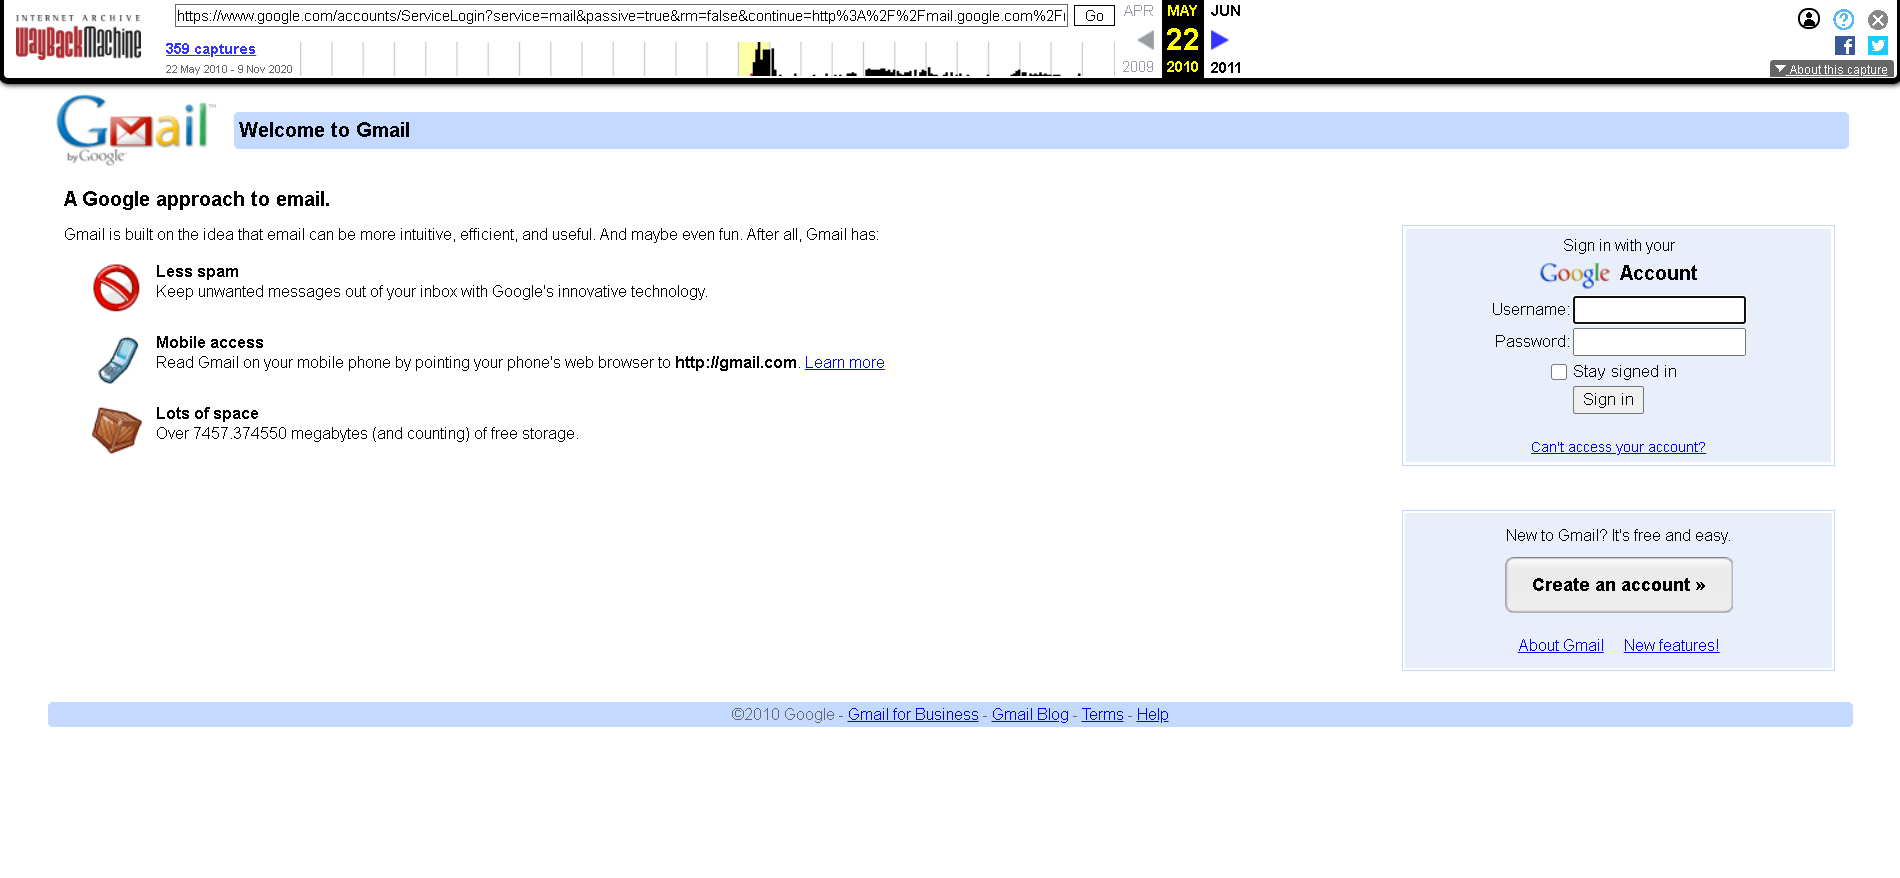 INTERNET ARCHIVE
WayBackMachine
https://www.google.com/accounts/ServiceLogin?service=mail&passive=true&rm=false&continue=http%3A%2F%2Fmail.google.com%2F
Go
359 captures
22 May 2010 - 9 Nov 2020
APR MAY JUN
22
2009 2010 2011
About this capture
Gmail™
by Google
Welcome to Gmail
A Google approach to email.
Gmail is built on the idea that email can be more intuitive, efficient, and useful. And maybe even fun. After all, Gmail has:
Less spam
Keep unwanted messages out of your inbox with Google's innovative technology.
Mobile access
Read Gmail on your mobile phone by pointing your phone's web browser to http://gmail.com. Learn more
Lots of space
Over 7457.374550 megabytes (and counting) of free storage.
Sign in with your
Google Account
Username:
Password:
Stay signed in
Sign in
Can't access your account?
New to Gmail? It's free and easy.
Create an account »
About Gmail New features!
©2010 Google - Gmail for Business - Gmail Blog - Terms - Help